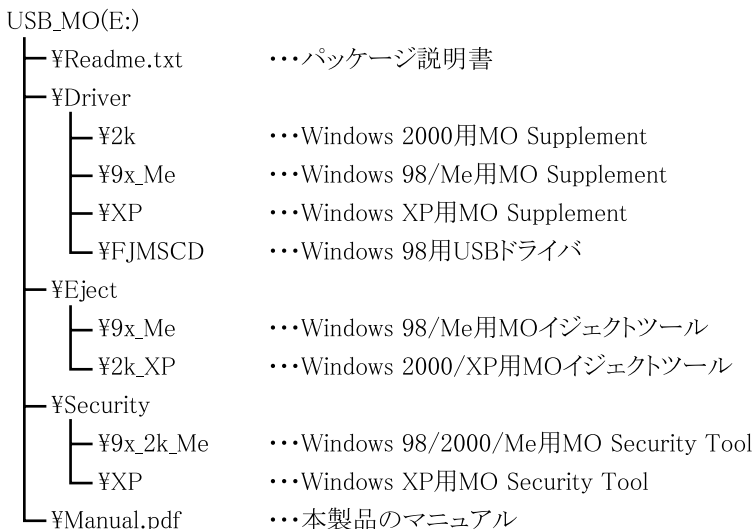 USB_MO(E:)
¥Readme.txt ･･･パッケージ説明書
¥Driver
¥2k ･･･Windows 2000用MO Supplement
¥9x_Me ･･･Windows 98/Me用MO Supplement
¥XP ･･･Windows XP用MO Supplement
¥FJMSCD ･･･Windows 98用USBドライバ
¥Eject
¥9x_Me ･･･Windows 98/Me用MOイジェクトツール
¥2k_XP ･･･Windows 2000/XP用MOイジェクトツール
¥Security
¥9x_2k_Me ･･･Windows 98/2000/Me用MO Security Tool
¥XP ･･･Windows XP用MO Security Tool
¥Manual.pdf ･･･本製品のマニュアル